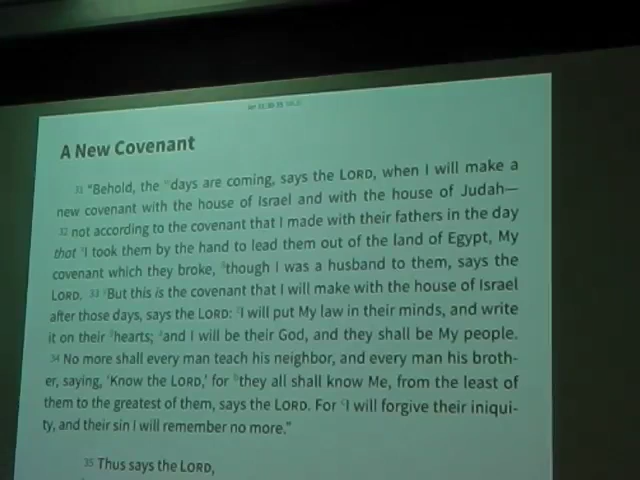 A New Covenant
31 "Behold, the days are coming, says the LORD, when I will make a
new covenant with the house of Israel and with the house of Judah—
32 not according to the covenant that I made with their fathers in the day
that I took them by the hand to lead them out of the land of Egypt, My
covenant which they broke, though I was a husband to them, says the
LORD. 33 But this is the covenant that I will make with the house of Israel
after those days, says the LORD: I will put My law in their minds, and write
it on their hearts; and I will be their God, and they shall be My people.
34 No more shall every man teach his neighbor, and every man his broth-
er, saying, 'Know the LORD,' for they all shall know Me, from the least of
them to the greatest of them, says the LORD. For I will forgive their iniqui-
ty, and their sin I will remember no more."
35 Thus says the LORD,